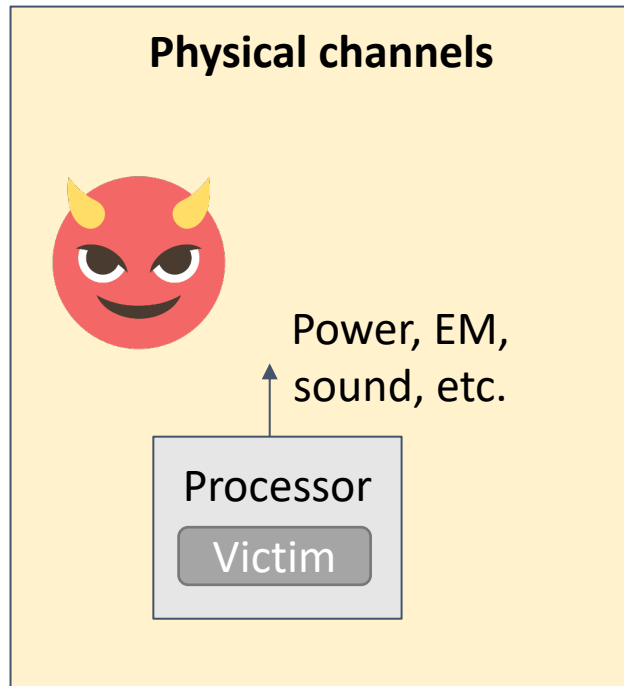 Physical channels
Power, EM,
sound, etc.
Processor
Victim